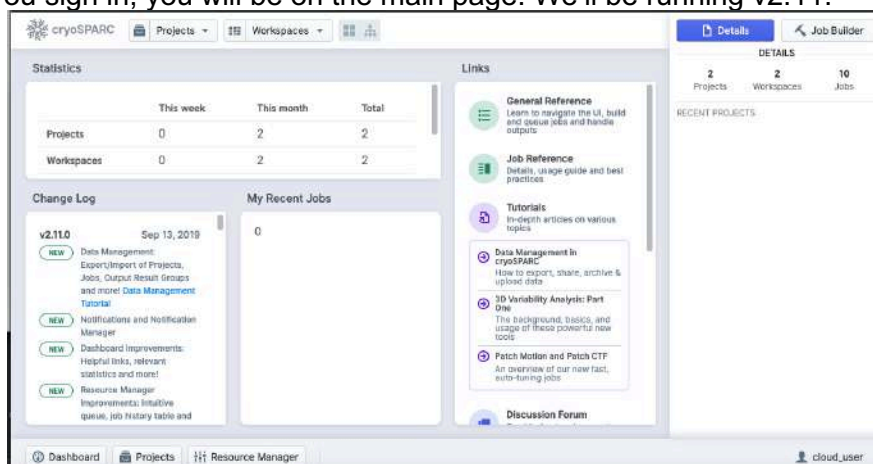 ou sign in, you will be on the main page. We'll be running v2.11.
cryoSPARC Projects Workspaces
Details Job Builder
Statistics
This week This month Total
Projects 0 2 2
Workspaces 0 2 2
Change Log
v2.11.0 Sep 13, 2019
NEW Data Management:
Export/Import of Projects,
Jobs, Output Result Groups
and more! Data Management
Tutorial
NEW Notifications and Notification
Manager
NEW Dashboard Improvements:
Helpful links, relevant
statistics and more!
NEW Resource Manager
Improvements: Intuitive
queue, job history table and
My Recent Jobs
0
Links
General Reference
Learn to navigate the UI, build
and queue jobs and handle
outputs
Job Reference
Details, usage guide and best
practices
Tutorials
In-depth articles on various
topics
Data Management in
cryoSPARC
How to export, share, archive &
upload data
3D Variability Analysis: Part
One
The background, basics, and
usage of these powerful new
tools
Patch Motion and Patch CTF
An overview of our new fast,
auto-tuning jobs
Discussion Forum
DETAILS
2 2 10
Projects Workspaces Jobs
RECENT PROJECTS
Dashboard Projects Resource Manager
cloud_user